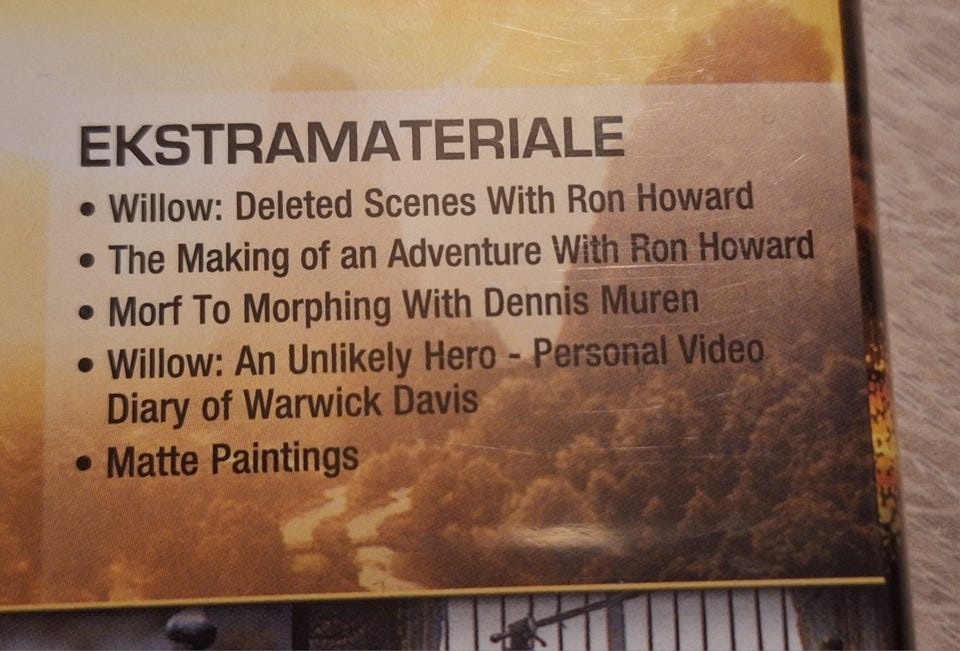 EKSTRAMATERIALE
• Willow: Deleted Scenes With Ron Howard
• The Making of an Adventure With Ron Howard
• Morf To Morphing With Dennis Muren
• Willow: An Unlikely Hero - Personal Video
Diary of Warwick Davis
• Matte Paintings